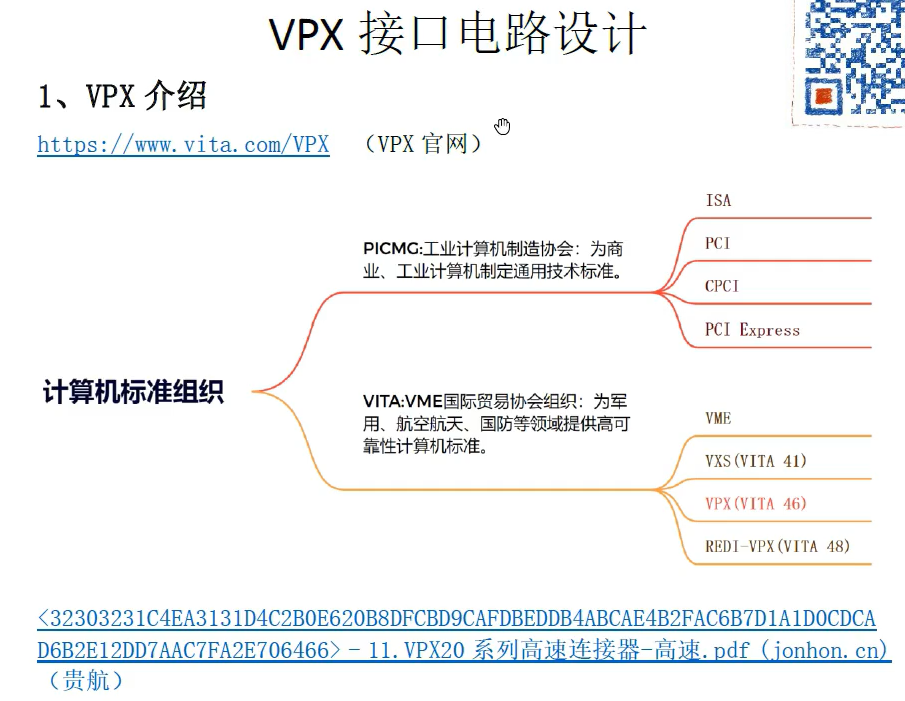 VPX 接口电路设计
1、VPX 介绍
https://www.vita.com/VPX （VPX 官网）
计算机标准组织
PICMG:工业计算机制造协会：为商
业、工业计算机制定通用技术标准。
ISA
PCI
CPCI
PCI Express
VITA:VME国际贸易协会组织：为军
用、航空航天、国防等领域提供高可
靠性计算机标准。
VME
VXS(VITA 41)
VPX(VITA 46)
REDI-VPX(VITA 48)
<32303231C4EA3131D4C2B0E620B8DFCBD9CAFDBEDDB4ABCAE4B2FAC6B7D1A1D0CDCA
D6B2E12DD7AAC7FA2E706466>－11.VPX20 系列高速连接器-高速.pdf (jonhon.cn)
（贵航）